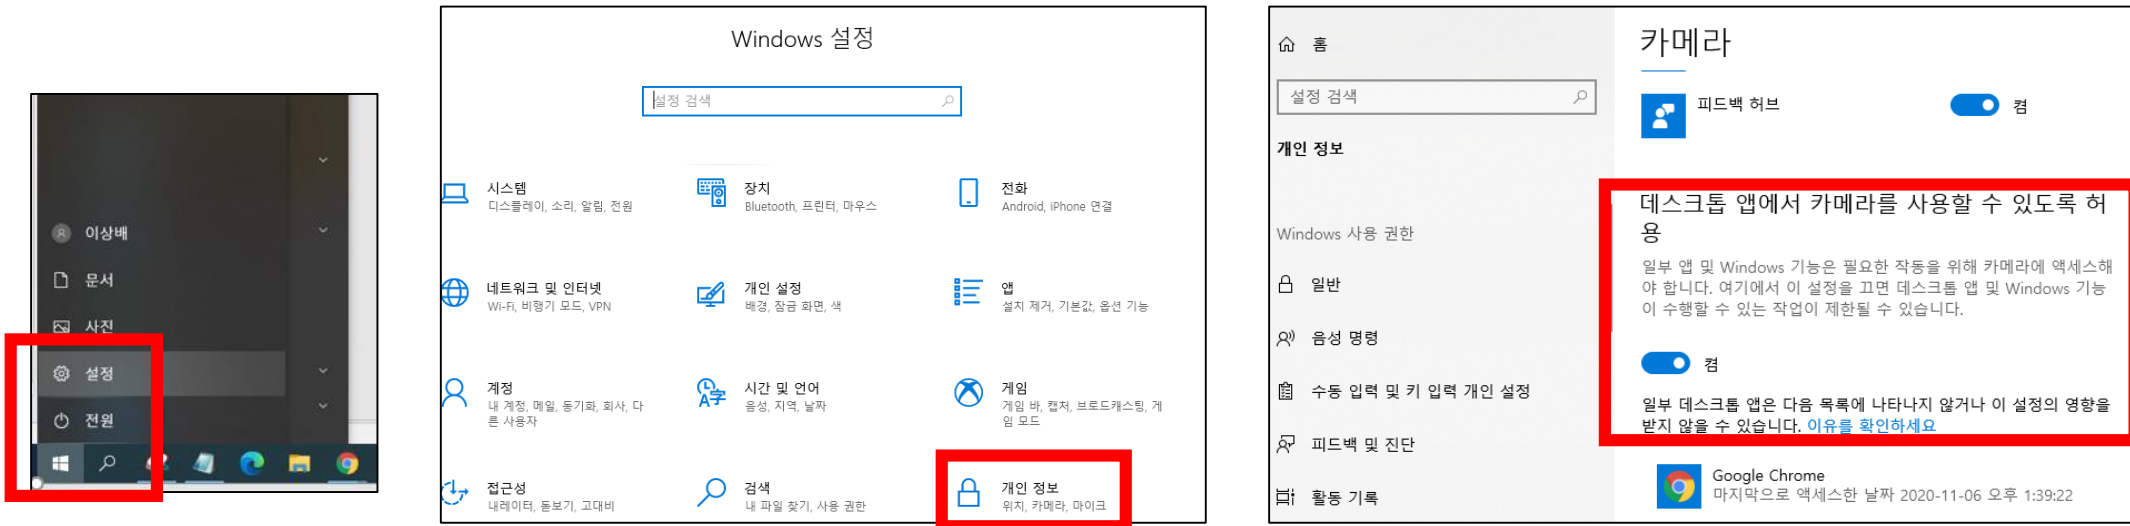 이상배
문서
사진
설정
전원
Windows 설정
설정 검색
시스템
디스플레이, 소리, 알림, 전원
장치
Bluetooth, 프린터, 마우스
전화
Android, iPhone 연결
네트워크 및 인터넷
Wi-Fi, 비행기 모드, VPN
개인 설정
배경, 잠금 화면, 색
앱
설치 제거, 기본값, 옵션 기능
계정
내 계정, 메일, 동기화, 회사, 다
른 사용자
시간 및 언어
음성, 지역, 날짜
게임
게임 바, 캡처, 브로드캐스팅, 게
임 모드
접근성
내레이터, 돋보기, 고대비
검색
내 파일 찾기, 사용 권한
개인 정보
위치, 카메라, 마이크
홈
설정 검색
개인 정보
Windows 사용 권한
일반
음성 명령
수동 입력 및 키 입력 개인 설정
피드백 및 진단
활동 기록
카메라
피드백 허브
켬
데스크톱 앱에서 카메라를 사용할 수 있도록 허
용
일부 앱 및 Windows 기능은 필요한 작동을 위해 카메라에 액세스해
야 합니다. 여기에서 이 설정을 끄면 데스크톱 앱 및 Windows 기능
이 수행할 수 있는 작업이 제한될 수 있습니다.
켬
일부 데스크톱 앱은 다음 목록에 나타나지 않거나 이 설정의 영향을
받지 않을 수 있습니다. 이유를 확인하세요
Google Chrome
마지막으로 액세스한 날짜 2020-11-06 오후 1:39:22